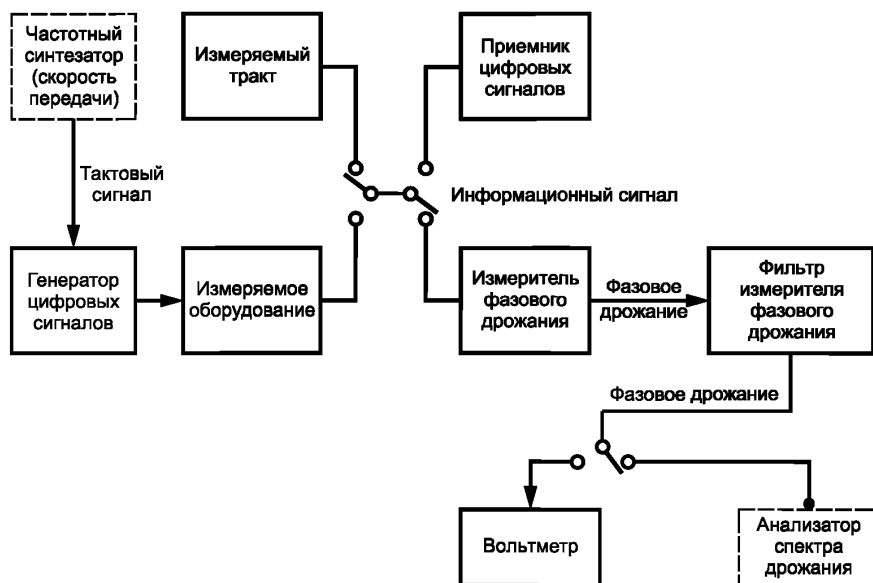 Частотный
синтезатор
(скорость
передачи)
Измеряемый
тракт
Приемник
цифровых
сигналов
Тактовый
сигнал
Информационный сигнал
Генератор
цифровых
сигналов
Измеряемое
оборудование
Измеритель
фазового
дрожания
Фазовое
дрожание
Фильтр
измерителя
фазового
дрожания
Фазовое дрожание
Вольтметр
Анализатор
спектра
дрожания